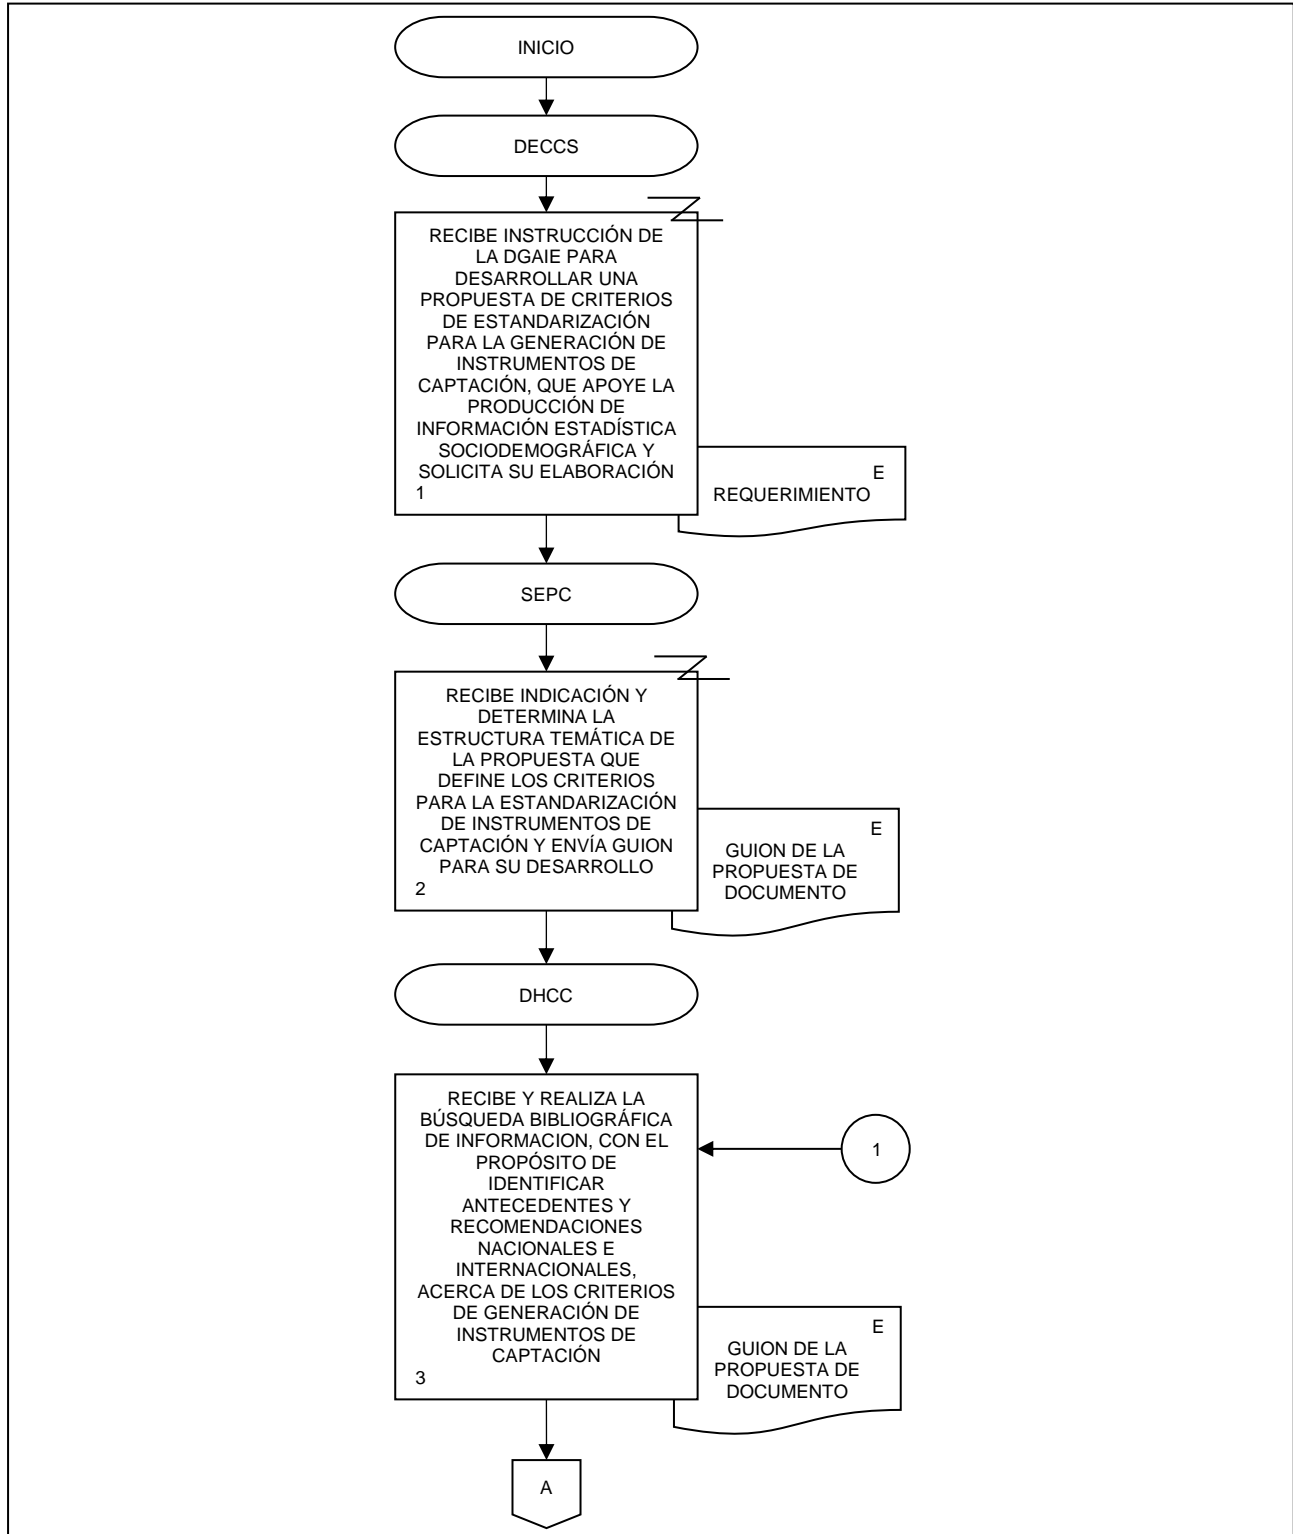 INICIO
DECCS
RECIBE INSTRUCCIÓN DE
LA DGAIE PARA
DESARROLLAR UNA
PROPUESTA DE CRITERIOS
DE ESTANDARIZACIÓN
PARA LA GENERACIÓN DE
INSTRUMENTOS DE
CAPTACIÓN, QUE APOYE LA
PRODUCCIÓN DE
INFORMACIÓN ESTADÍSTICA
SOCIODEMOGRÁFICA Y
SOLICITA SU ELABORACIÓN
1
E
REQUERIMIENTO
SEPC
RECIBE INDICACIÓN Y
DETERMINA LA
ESTRUCTURA TEMÁTICA DE
LA PROPUESTA QUE
DEFINE LOS CRITERIOS
PARA LA ESTANDARIZACIÓN
DE INSTRUMENTOS DE
CAPTACIÓN Y ENVÍA GUION
PARA SU DESARROLLO
2
E
GUION DE LA
PROPUESTA DE
DOCUMENTO
DHCC
RECIBE Y REALIZA LA
BÚSQUEDA BIBLIOGRÁFICA
DE INFORMACION, CON EL
PROPÓSITO DE
IDENTIFICAR
ANTECEDENTES Y
RECOMENDACIONES
NACIONALES E
INTERNACIONALES,
ACERCA DE LOS CRITERIOS
DE GENERACIÓN DE
INSTRUMENTOS DE
CAPTACIÓN
3
1
E
GUION DE LA
PROPUESTA DE
DOCUMENTO
A